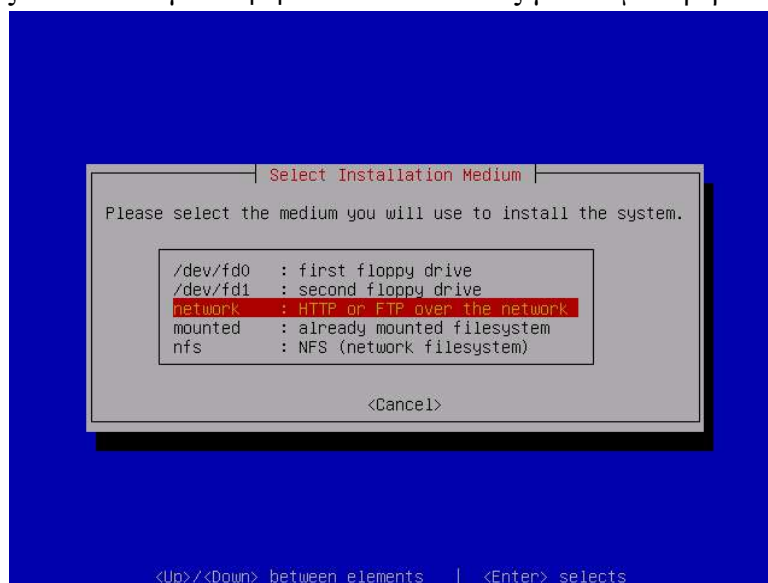 Select Installation Medium
Please select the medium you will use to install the system.
/dev/fd0 : first floppy drive
/dev/fd1 : second floppy drive
network : HTTP or FTP over the network
mounted : already mounted filesystem
nfs : NFS (network filesystem)
<Cancel>
<Up>/<Down> between elements | <Enter> selects